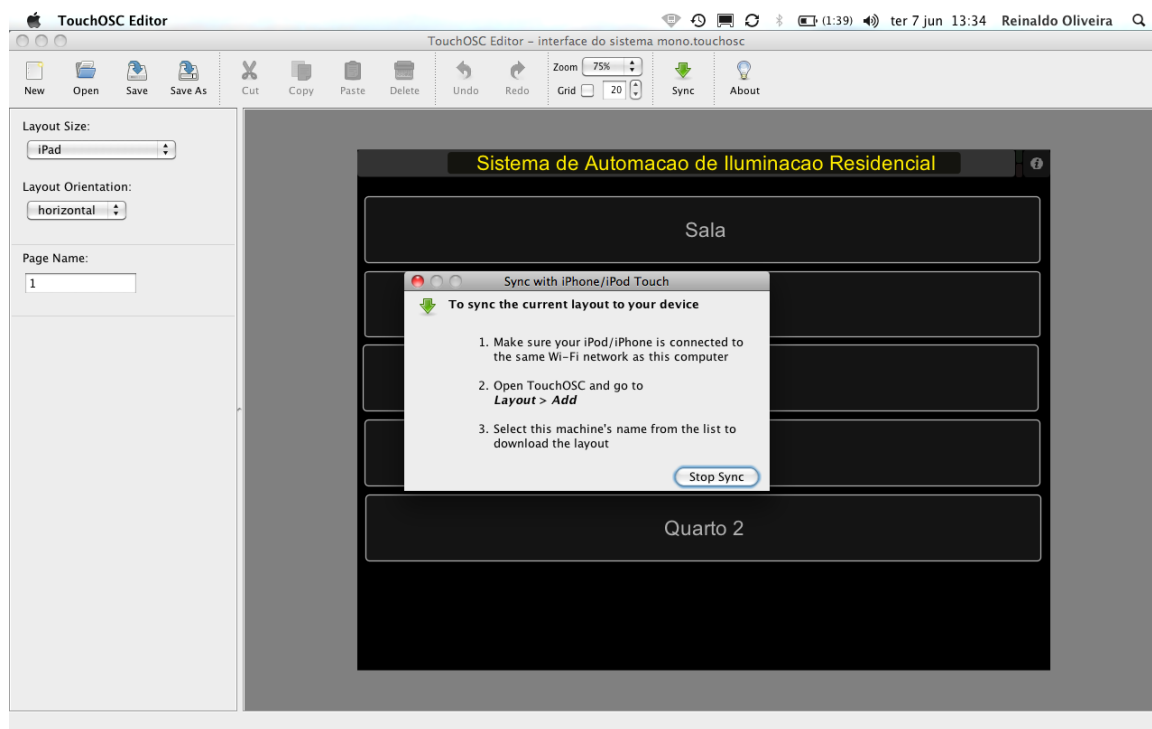 TouchOSC Editor
(1:39) ter 7 jun 13:34 Reinaldo Oliveira
TouchOSC Editor – interface do sistema mono.touchosc
New Open Save Save As Cut Copy Paste Delete Undo Redo Zoom 75% Sync About
Grid 20
Layout Size:
iPad
Layout Orientation:
horizontal
Page Name:
1
Sistema de Automacao de Iluminacao Residencial
i
Sala
Sync with iPhone/iPod Touch
To sync the current layout to your device
1. Make sure your iPod/iPhone is connected to
the same Wi-Fi network as this computer
2. Open TouchOSC and go to
Layout > Add
3. Select this machine's name from the list to
download the layout
Stop Sync
Quarto 2